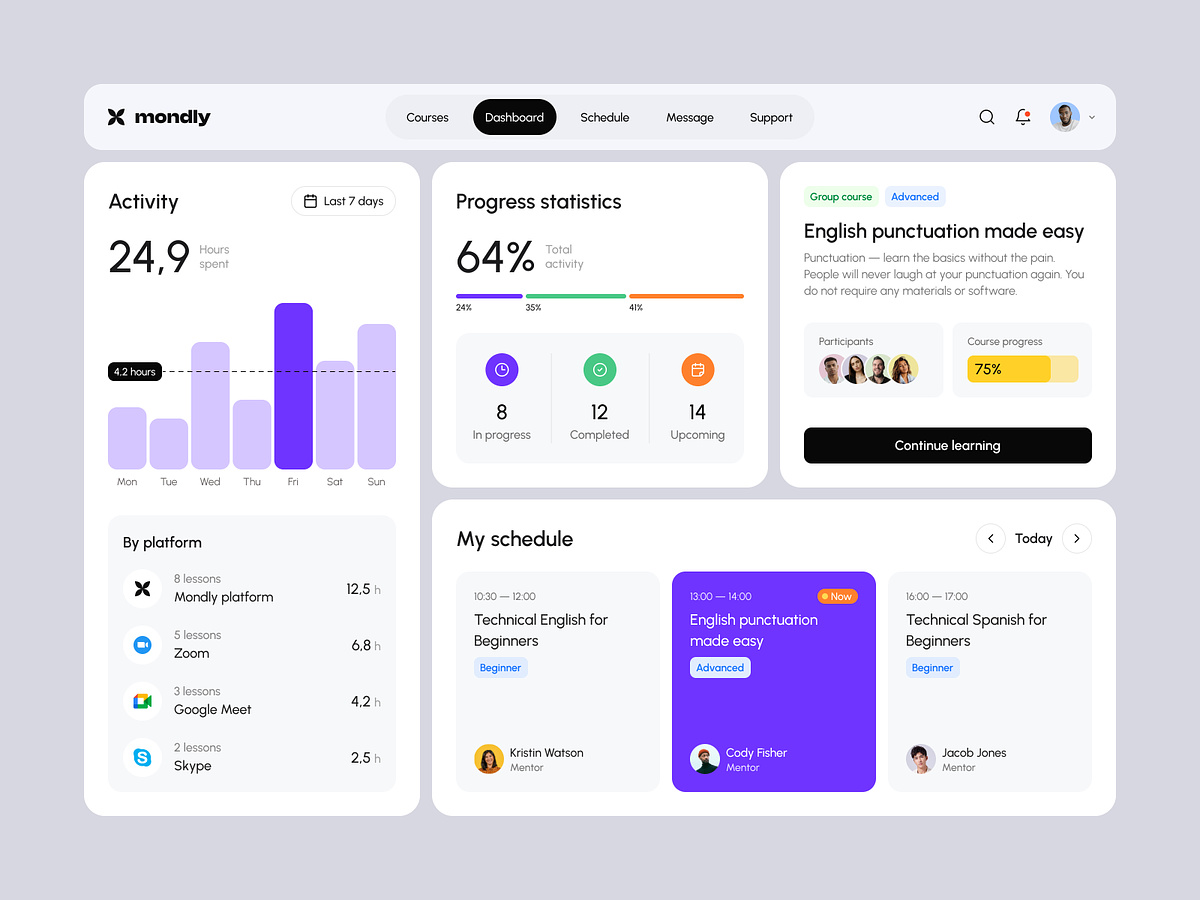 mondly
Courses
Dashboard
Schedule
Message
Support
Activity
Last 7 days
24,9
Hours
spent
4.2 hours
Mon
Tue
Wed
Thu
Fri
Sat
Sun
By platform
8 lessons
Mondly platform
12,5 h
5 lessons
Zoom
6,8 h
3 lessons
Google Meet
4,2 h
2 lessons
Skype
2,5 h
Progress statistics
64%
Total
activity
24%
35%
41%
8
In progress
12
Completed
14
Upcoming
Group course
Advanced
English punctuation made easy
Punctuation — learn the basics without the pain.
People will never laugh at your punctuation again. You
do not require any materials or software.
Participants
Course progress
75%
Continue learning
My schedule
Today
10:30 — 12:00
Technical English for
Beginners
Beginner
Kristin Watson
Mentor
13:00 — 14:00
Now
English punctuation
made easy
Advanced
Cody Fisher
Mentor
16:00 — 17:00
Technical Spanish for
Beginners
Beginner
Jacob Jones
Mentor